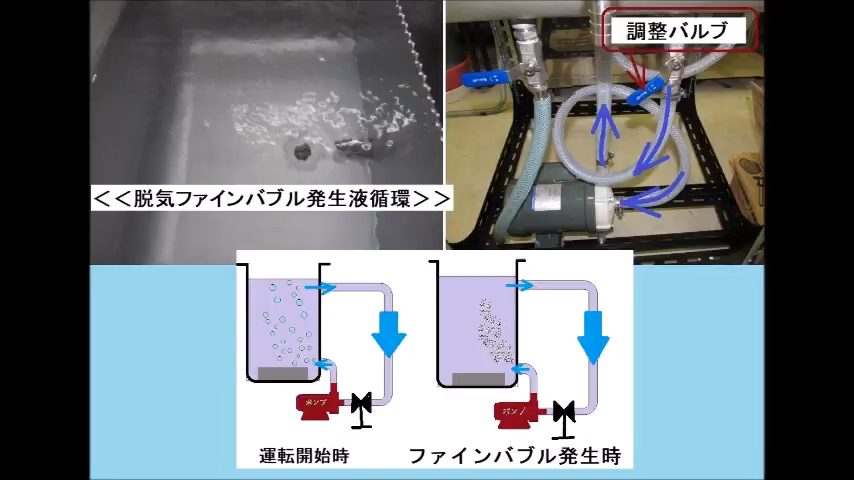 調整バルブ
<<脱気ファインバブル発生液循環>>
ポンプ
ポンプ
運転開始時
ファインバブル発生時